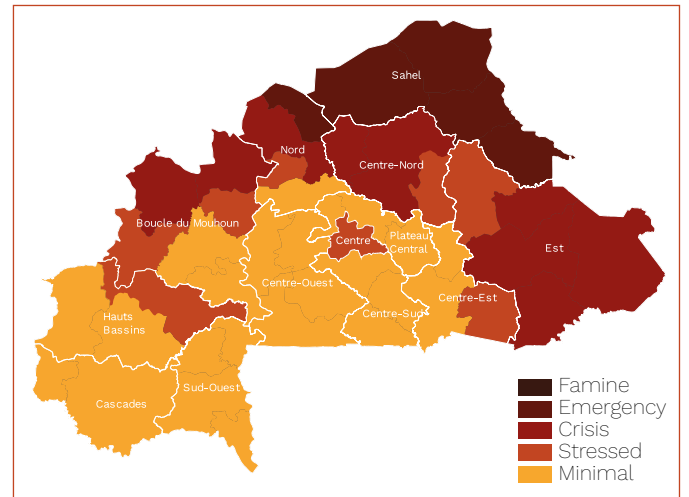 Sahel
Nord
Centre-Nord
Boucle du Mouhoun
Centre
Plateau
Central
Est
Centre-Ouest
Centre-Est
Hauts
Bassins
Centre-Sud
Sud-Ouest
Cascades
Famine
Emergency
Crisis
Stressed
Minimal